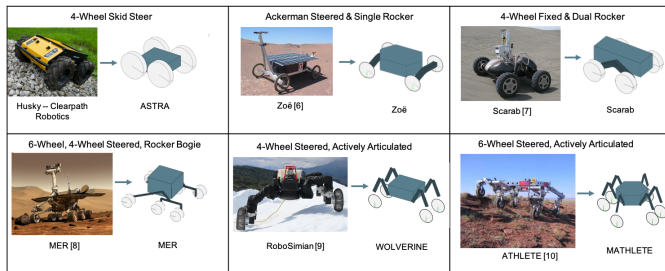 4-Wheel Skid Steer
Husky -- Clearpath
Robotics
ASTRA
Ackerman Steered & Single Rocker
Zoë [6]
Zoë
4-Wheel Fixed & Dual Rocker
Scarab [7]
Scarab
6-Wheel, 4-Wheel Steered, Rocker Bogie
MER [8]
MER
4-Wheel Steered, Actively Articulated
RoboSimian [9]
WOLVERINE
6-Wheel Steered, Actively Articulated
ATHLETE [10]
MATHLETE